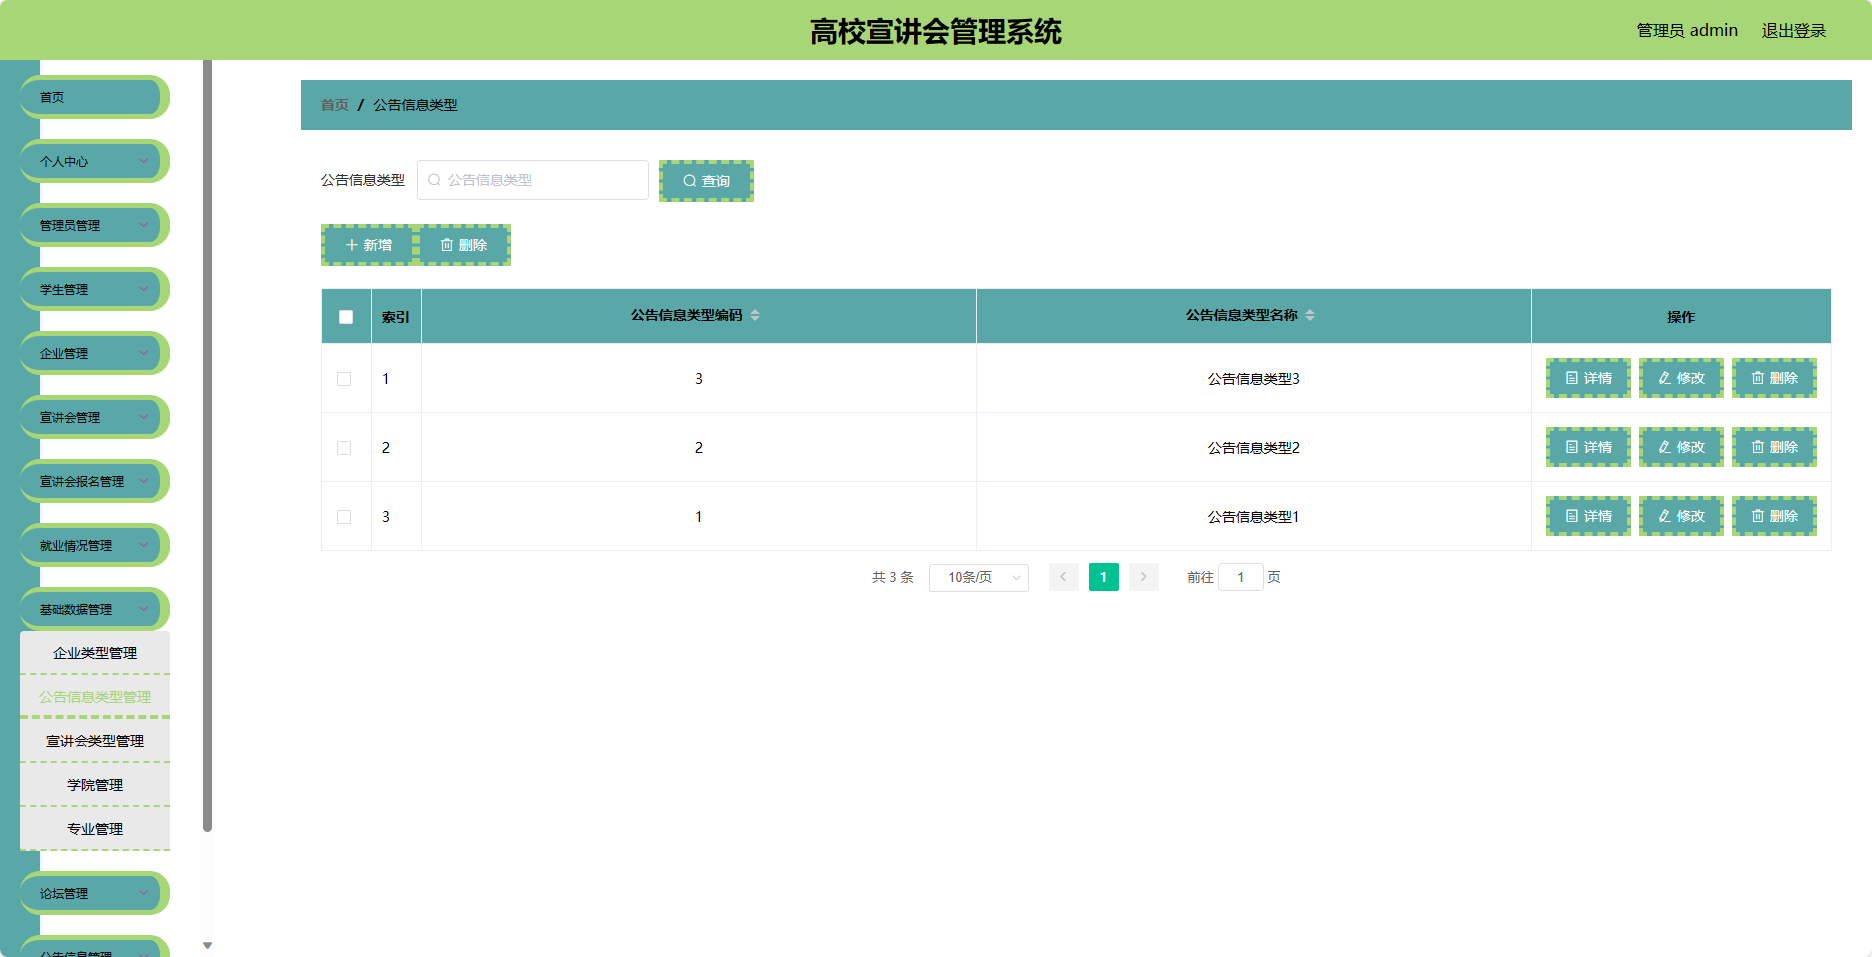 高校宣讲会管理系统
管理员 admin 退出登录
首页
个人中心
管理员管理
学生管理
企业管理
宣讲会管理
宣讲会报名管理
就业情况管理
基础数据管理
企业类型管理
公告信息类型管理
宣讲会类型管理
学院管理
专业管理
论坛管理
公告信息管理
首页 / 公告信息类型
公告信息类型 公告信息类型 查询
新增 删除
索引 公告信息类型编码 公告信息类型名称 操作
1 3 公告信息类型3 详情 修改 删除
2 2 公告信息类型2 详情 修改 删除
3 1 公告信息类型1 详情 修改 删除
共 3 条 10条/页 1 前往 1 页